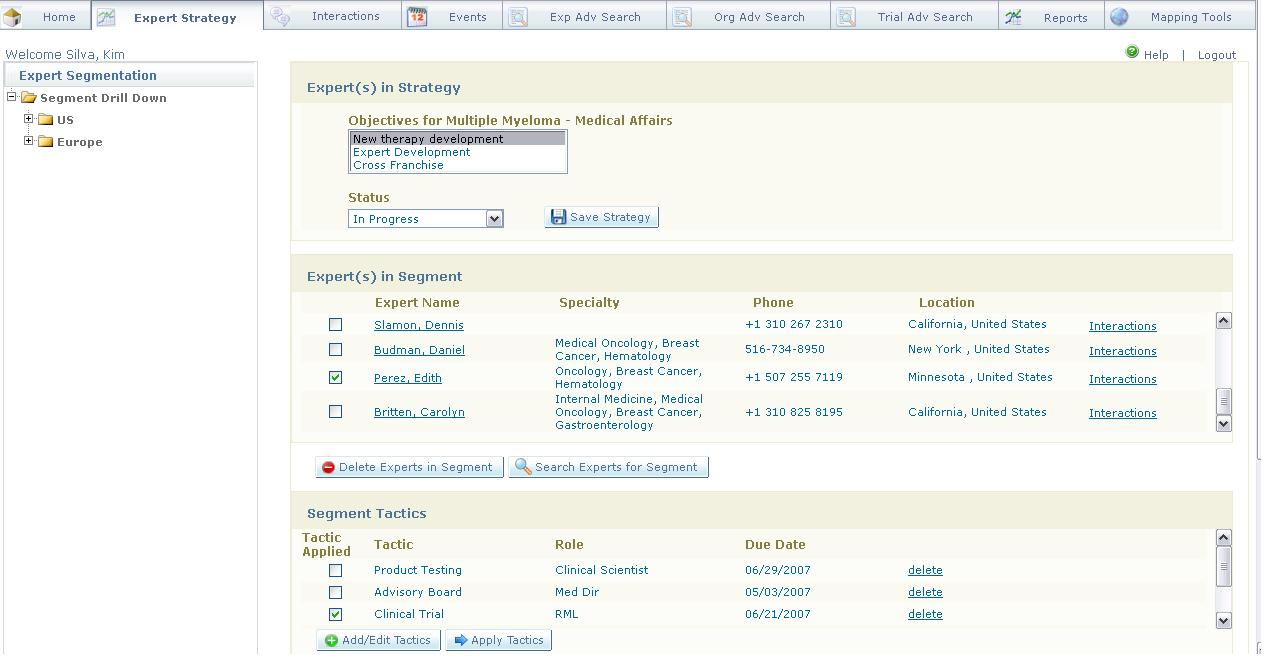 Home Expert Strategy Interactions 12 Events Exp Adv Search Org Adv Search Trial Adv Search Reports Mapping Tools
Welcome Silva, Kim
Help | Logout
Expert Segmentation
Segment Drill Down
US
Europe
Expert(s) in Strategy
Objectives for Multiple Myeloma - Medical Affairs
New therapy development
Expert Development
Cross Franchise
Status
In Progress
Save Strategy
Expert(s) in Segment
Expert Name Specialty Phone Location
Slamon, Dennis +1 310 267 2310 California, United States Interactions
Budman, Daniel Medical Oncology, Breast 516-734-8950 New York , United States Interactions
Cancer, Hematology
Perez, Edith Oncology, Breast Cancer, +1 507 255 7119 Minnesota , United States Interactions
Hematology
Internal Medicine, Medical
Britten, Carolyn Oncology, Breast Cancer, +1 310 825 8195 California, United States Interactions
Gastroenterology
Delete Experts in Segment Search Experts for Segment
Segment Tactics
Tactic
Applied Tactic Role Due Date
Product Testing Clinical Scientist 06/29/2007 delete
Advisory Board Med Dir 05/03/2007 delete
Clinical Trial RML 06/21/2007 delete
Add/Edit Tactics Apply Tactics